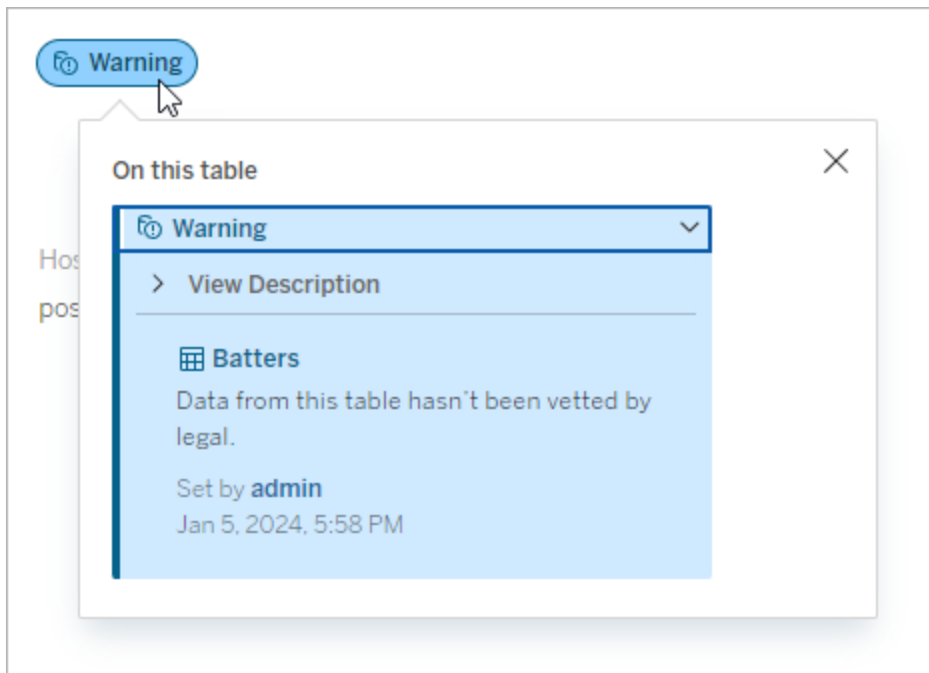 Warning
On this table
Warning
View Description
Batters
Data from this table hasn't been vetted by
legal.
Set by admin
Jan 5, 2024, 5:58 PM